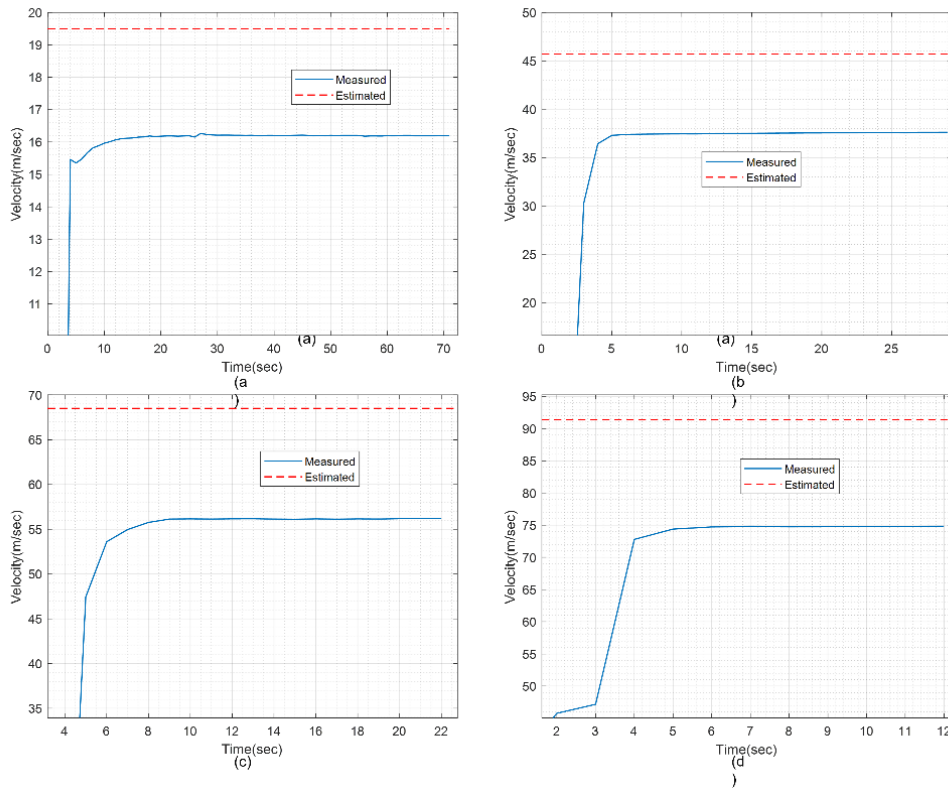 20
19
18
17
16
15
14
13
12
11
Velocity(m/sec)
Measured
Estimated
0 10 20 30 40 50 60 70
(a)
Time(sec)
(a
)
50
45
40
35
30
25
20
Velocity(m/sec)
Measured
Estimated
0 5 10 15 20 25
(a)
Time(sec)
(b
)
70
65
60
55
50
45
40
35
Velocity(m/sec)
Measured
Estimated
4 6 8 10 12 14 16 18 20 22
Time(sec)
(c)
95
90
85
80
75
70
65
60
55
50
Velocity(m/sec)
Measured
Estimated
2 3 4 5 6 7 8 9 10 11 12
Time(sec)
(d
)